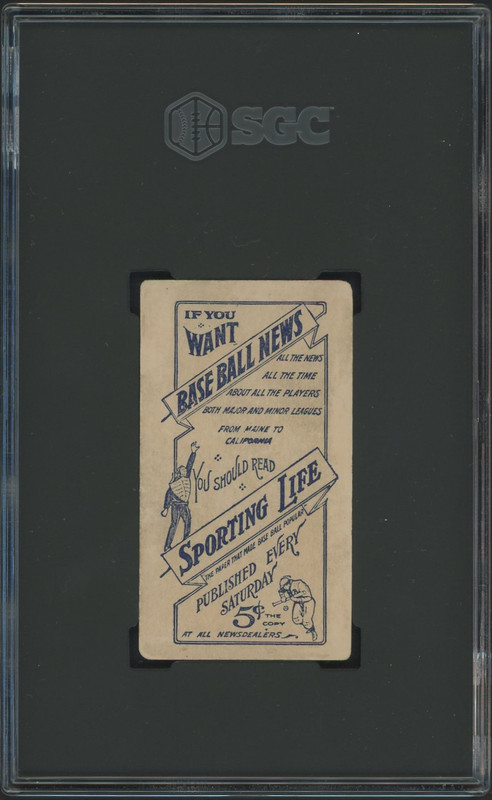 SGC
IF YOU
WANT
BASE BALL NEWS
ALL THE NEWS
ALL THE TIME
ABOUT ALL THE PLAYERS
BOTH MAJOR AND MINOR LEAGUES
FROM MAINE TO
CALIFORNIA
YOU SHOULD READ
SPORTING LIFE
THE PAPER THAT MADE BASE BALL POPULAR
PUBLISHED EVERY
SATURDAY
5¢ THE
COPY
AT ALL NEWSDEALERS